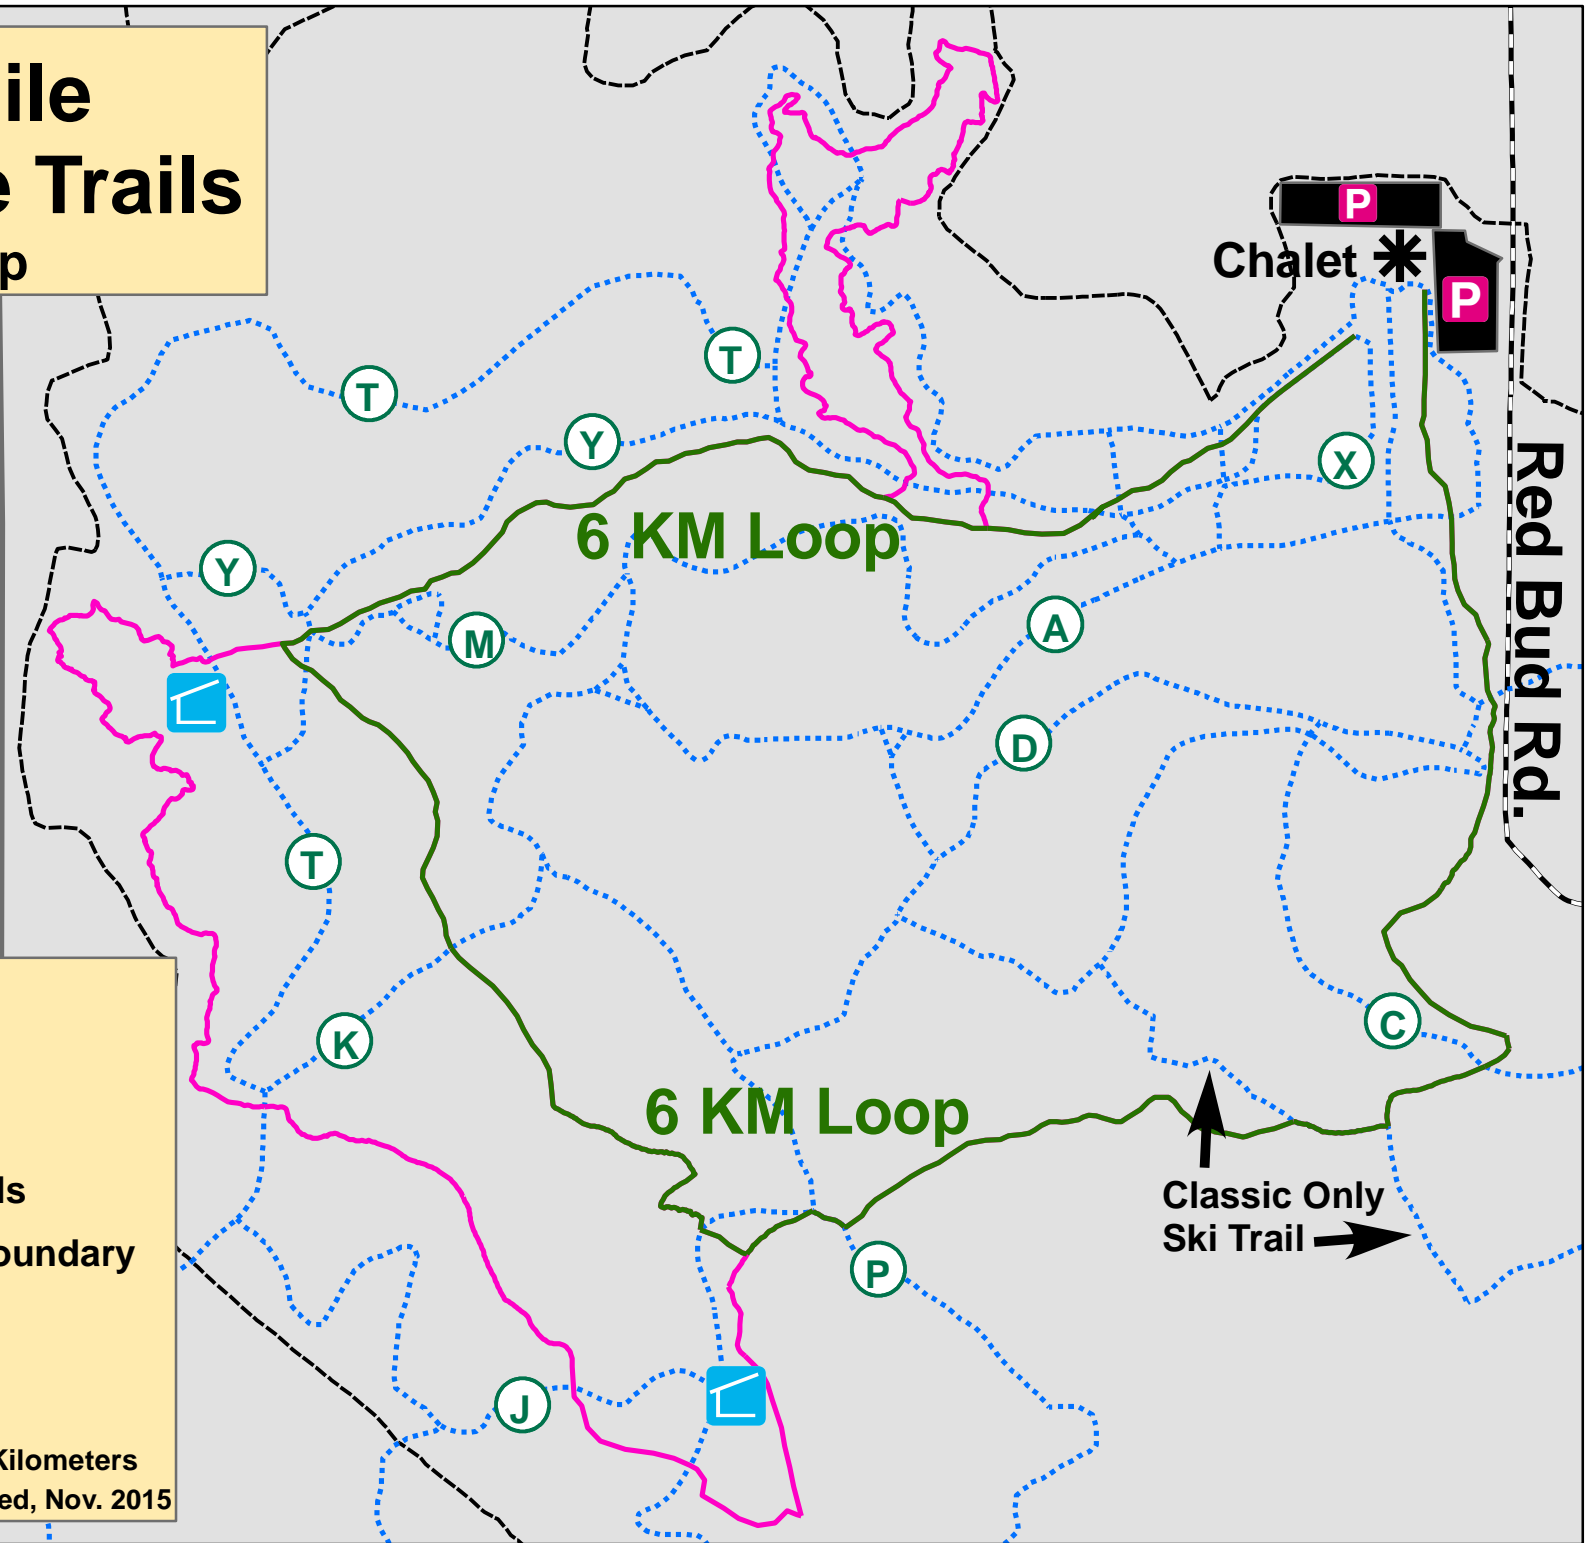 ile
e Trails
p
P
Chalet
P
T
T
Y
X
Red Bud Rd.
6 KM Loop
Y
M
A
D
T
C
K
6 KM Loop
ls
Classic Only
Ski Trail
oundary
P
J
Kilometers
ed, Nov. 2015